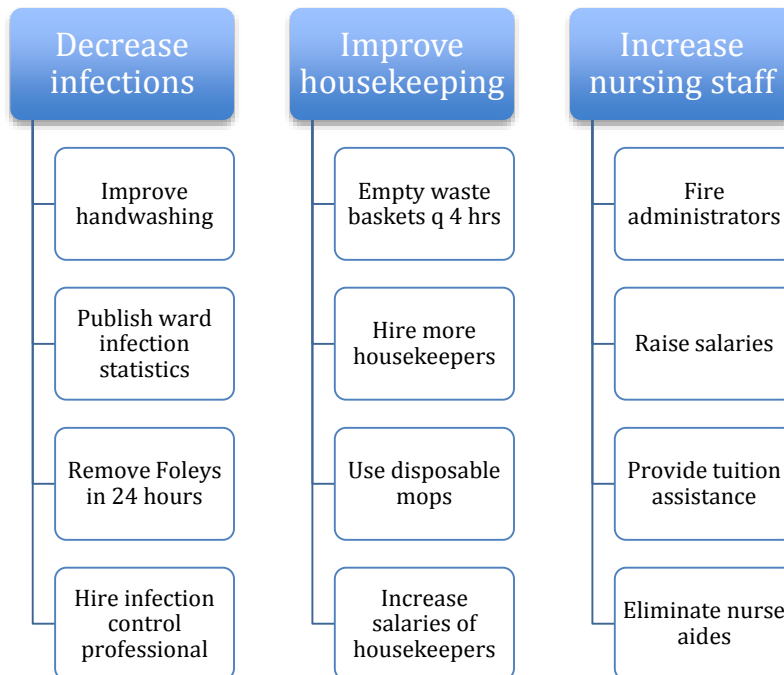 Decrease
infections
Improve
handwashing
Publish ward
infection
statistics
Remove Foleys
in 24 hours
Hire infection
control
professional
Improve
housekeeping
Empty waste
baskets q 4 hrs
Hire more
housekeepers
Use disposable
mops
Increase
salaries of
housekeepers
Increase
nursing staff
Fire
administrators
Raise salaries
Provide tuition
assistance
Eliminate nurse
aides